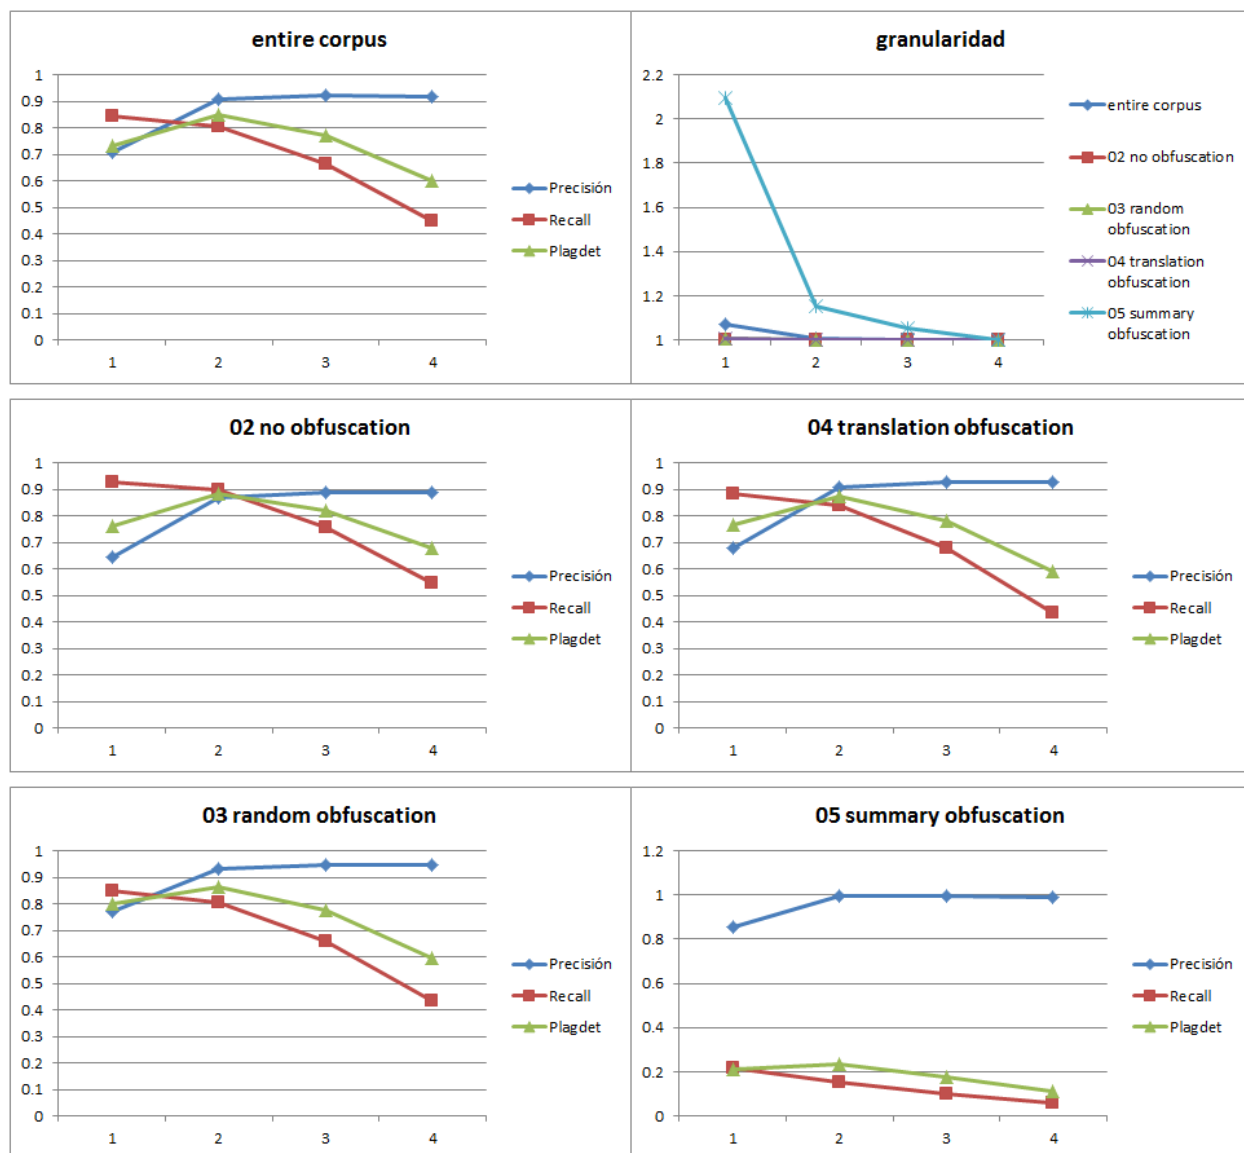 entire corpus
1
0.9
0.8
0.7
0.6
0.5
0.4
0.3
0.2
0.1
0
1 2 3 4
Precisión
Recall
Plagdet
granularidad
2.2
2
1.8
1.6
1.4
1.2
1
1 2 3 4
entire corpus
02 no obfuscation
03 random
obfuscation
04 translation
obfuscation
05 summary
obfuscation
02 no obfuscation
1
0.9
0.8
0.7
0.6
0.5
0.4
0.3
0.2
0.1
0
1 2 3 4
Precisión
Recall
Plagdet
04 translation obfuscation
1
0.9
0.8
0.7
0.6
0.5
0.4
0.3
0.2
0.1
0
1 2 3 4
Precisión
Recall
Plagdet
03 random obfuscation
1
0.9
0.8
0.7
0.6
0.5
0.4
0.3
0.2
0.1
0
1 2 3 4
Precisión
Recall
Plagdet
05 summary obfuscation
1.2
1
0.8
0.6
0.4
0.2
0
1 2 3 4
Precisión
Recall
Plagdet